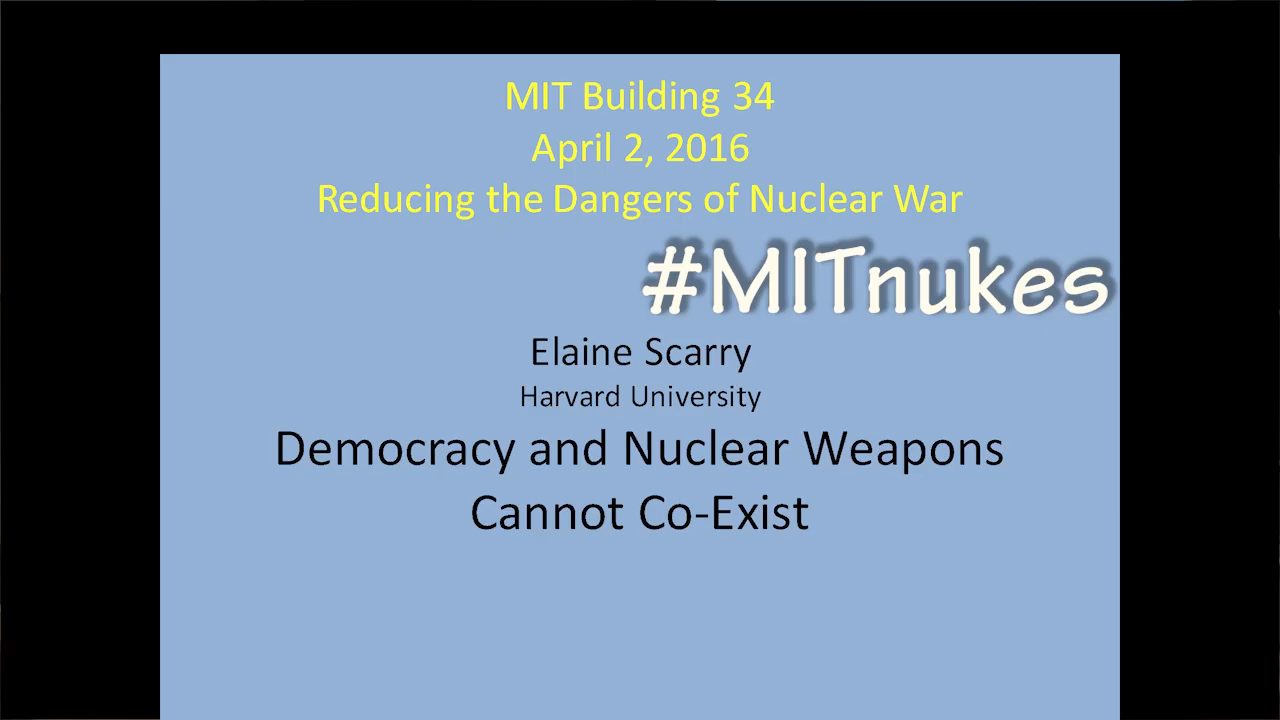 MIT Building 34
April 2, 2016
Reducing the Dangers of Nuclear War
#MITnukes
Elaine Scarry
Harvard University
Democracy and Nuclear Weapons
Cannot Co-Exist